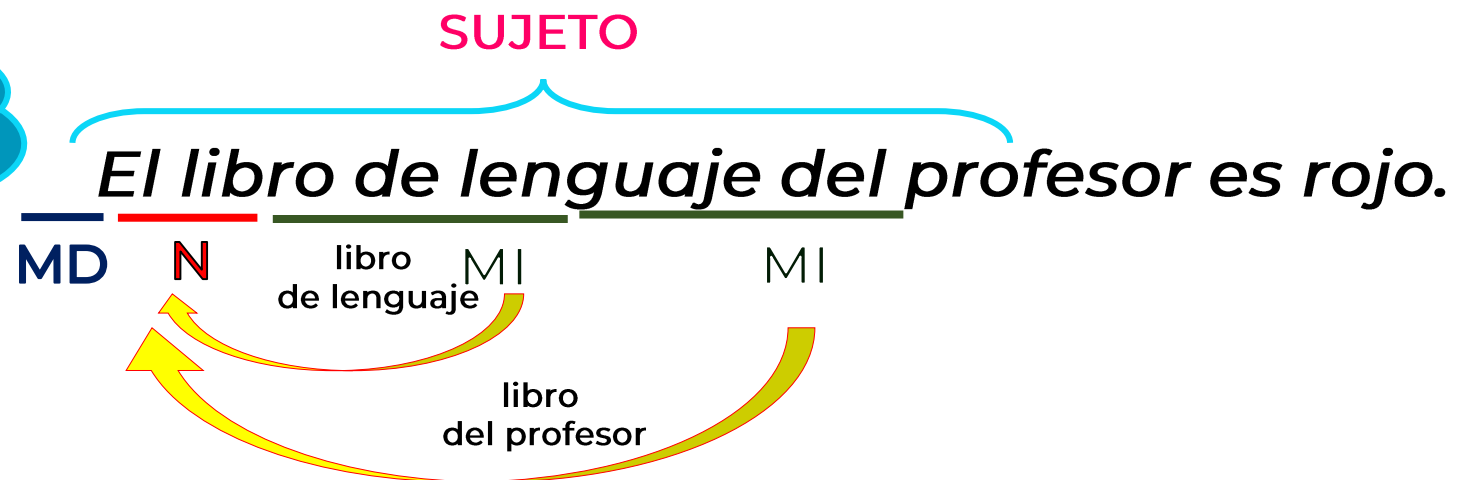 SUJETO
El libro de lenguaje del profesor es rojo.
MD N libro MI MI
de lenguaje
libro
del profesor